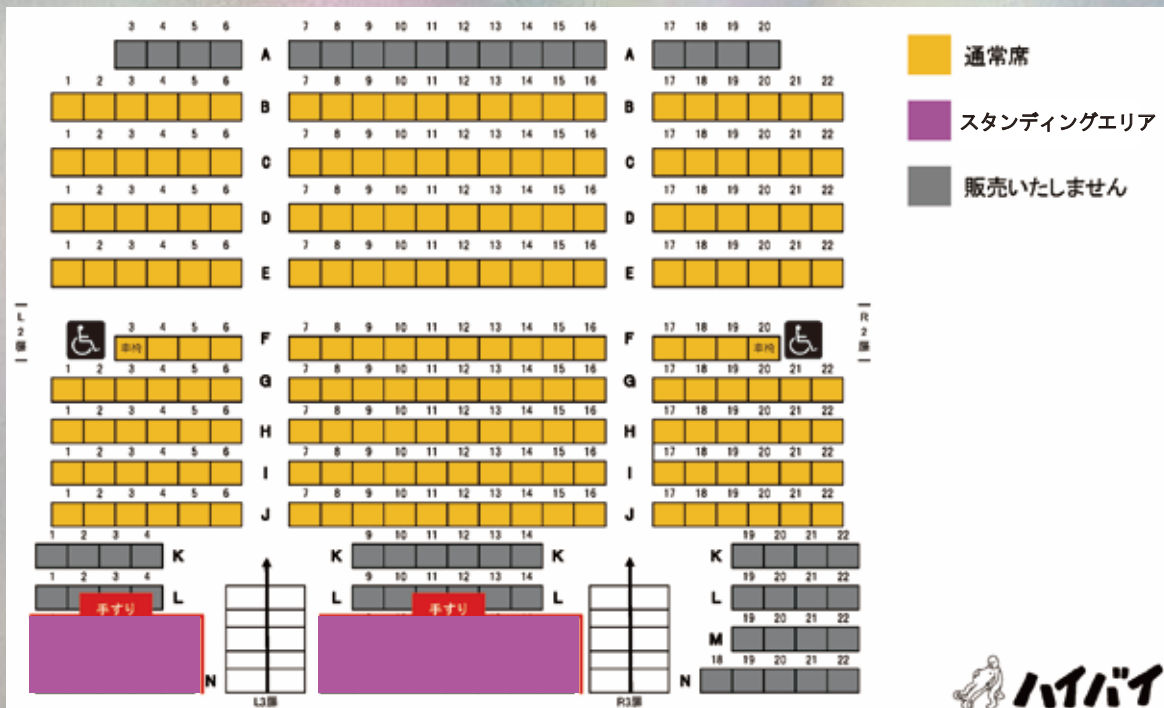 3 4 5 6 7 8 9 10 11 12 13 14 15 16 17 18 19 20
A A
1 2 3 4 5 6 7 8 9 10 11 12 13 14 15 16 17 18 19 20 21 22
B B
1 2 3 4 5 6 7 8 9 10 11 12 13 14 15 16 17 18 19 20 21 22
C C
1 2 3 4 5 6 7 8 9 10 11 12 13 14 15 16 17 18 19 20 21 22
D D
1 2 3 4 5 6 7 8 9 10 11 12 13 14 15 16 17 18 19 20 21 22
E E
L2扉 R2扉
3 4 5 6 7 8 9 10 11 12 13 14 15 16 17 18 19 20
車椅 F F 車椅
1 2 3 4 5 6 7 8 9 10 11 12 13 14 15 16 17 18 19 20 21 22
G G
1 2 3 4 5 6 7 8 9 10 11 12 13 14 15 16 17 18 19 20 21 22
H H
1 2 3 4 5 6 7 8 9 10 11 12 13 14 15 16 17 18 19 20 21 22
I I
1 2 3 4 5 6 7 8 9 10 11 12 13 14 15 16 17 18 19 20 21 22
J J
1 2 3 4 9 10 11 12 13 14 19 20 21 22
K K K K
1 2 3 4 9 10 11 12 13 14 19 20 21 22
L L L L
手すり 手すり
19 20 21 22
M
18 19 20 21 22
N N
L3扉 R3扉
通常席
スタンディングエリア
販売いたしません
ハイバイ